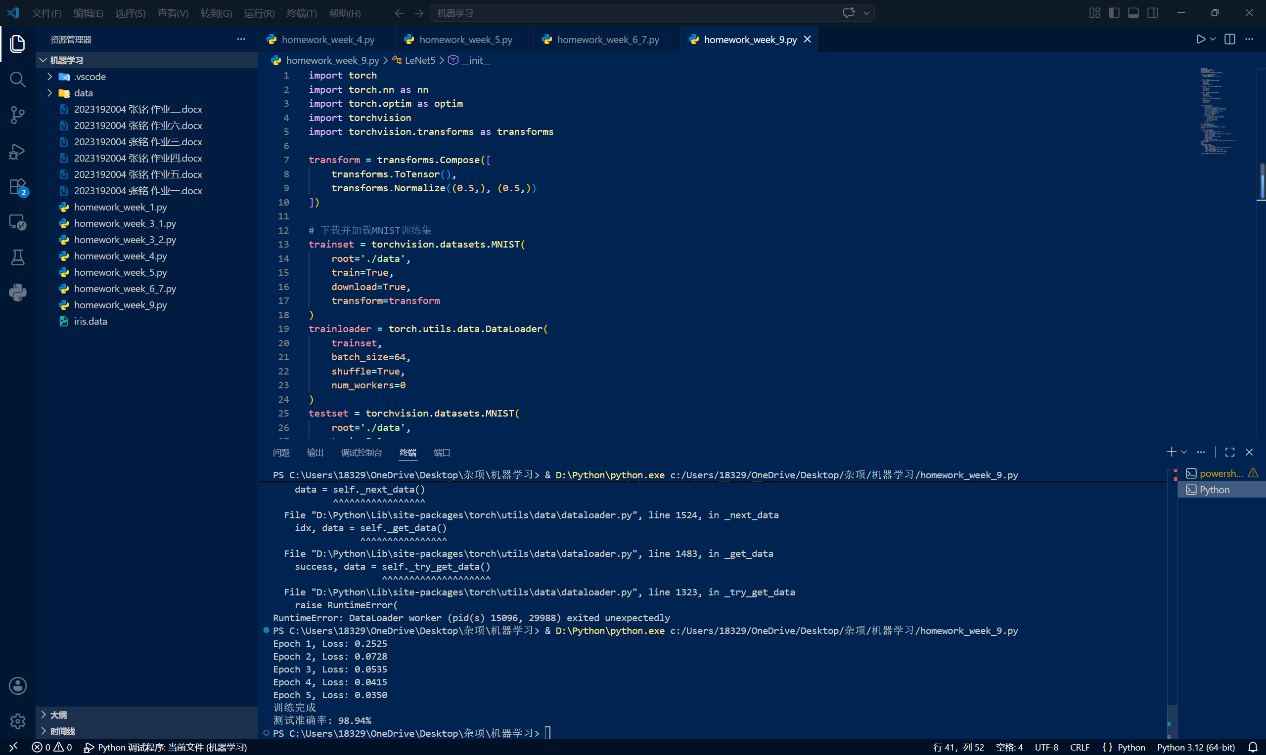 文件(F) 编辑(E) 选择(S) 查看(V) 转到(G) 运行(R) 终端(T) 帮助(H)
机器学习
资源管理器
机器学习
.vscode
data
2023192004 张铭 作业二.docx
2023192004 张铭 作业六.docx
2023192004 张铭 作业三.docx
2023192004 张铭 作业四.docx
2023192004 张铭 作业五.docx
2023192004 张铭 作业一.docx
homework_week_1.py
homework_week_3_1.py
homework_week_3_2.py
homework_week_4.py
homework_week_5.py
homework_week_6_7.py
homework_week_9.py
iris.data
大纲
时间线
2
homework_week_4.py homework_week_5.py homework_week_6_7.py homework_week_9.py
homework_week_9.py > LeNet5 > __init__
1 import torch
2 import torch.nn as nn
3 import torch.optim as optim
4 import torchvision
5 import torchvision.transforms as transforms
6
7 transform = transforms.Compose([
8 transforms.ToTensor(),
9 transforms.Normalize((0.5,), (0.5,))
10 ])
11
12 # 下载并加载MNIST训练集
13 trainset = torchvision.datasets.MNIST(
14 root='./data',
15 train=True,
16 download=True,
17 transform=transform
18 )
19 trainloader = torch.utils.data.DataLoader(
20 trainset,
21 batch_size=64,
22 shuffle=True,
23 num_workers=0
24 )
25 testset = torchvision.datasets.MNIST(
26 root='./data',
问题 输出 调试控制台 终端 端口
PS C:\Users\18329\OneDrive\Desktop\杂项\机器学习> & D:\Python\python.exe c:/Users/18329/OneDrive/Desktop/杂项/机器学习/homework_week_9.py
data = self._next_data()
^^^^^^^^^^^^^^^^^
File "D:\Python\Lib\site-packages\torch\utils\data\dataloader.py", line 1524, in _next_data
idx, data = self._get_data()
^^^^^^^^^^^^^^^^
File "D:\Python\Lib\site-packages\torch\utils\data\dataloader.py", line 1483, in _get_data
success, data = self._try_get_data()
^^^^^^^^^^^^^^^^^^^^
File "D:\Python\Lib\site-packages\torch\utils\data\dataloader.py", line 1323, in _try_get_data
raise RuntimeError(
RuntimeError: DataLoader worker (pid(s) 15096, 29988) exited unexpectedly
PS C:\Users\18329\OneDrive\Desktop\杂项\机器学习> & D:\Python\python.exe c:/Users/18329/OneDrive/Desktop/杂项/机器学习/homework_week_9.py
Epoch 1, Loss: 0.2525
Epoch 2, Loss: 0.0728
Epoch 3, Loss: 0.0535
Epoch 4, Loss: 0.0415
Epoch 5, Loss: 0.0350
训练完成
测试准确率: 98.94%
PS C:\Users\18329\OneDrive\Desktop\杂项\机器学习>
powersh...
Python
0 0 Python 调试程序: 当前文件 (机器学习)
行 41，列 52 空格: 4 UTF-8 CRLF {} Python Python 3.12 (64-bit)